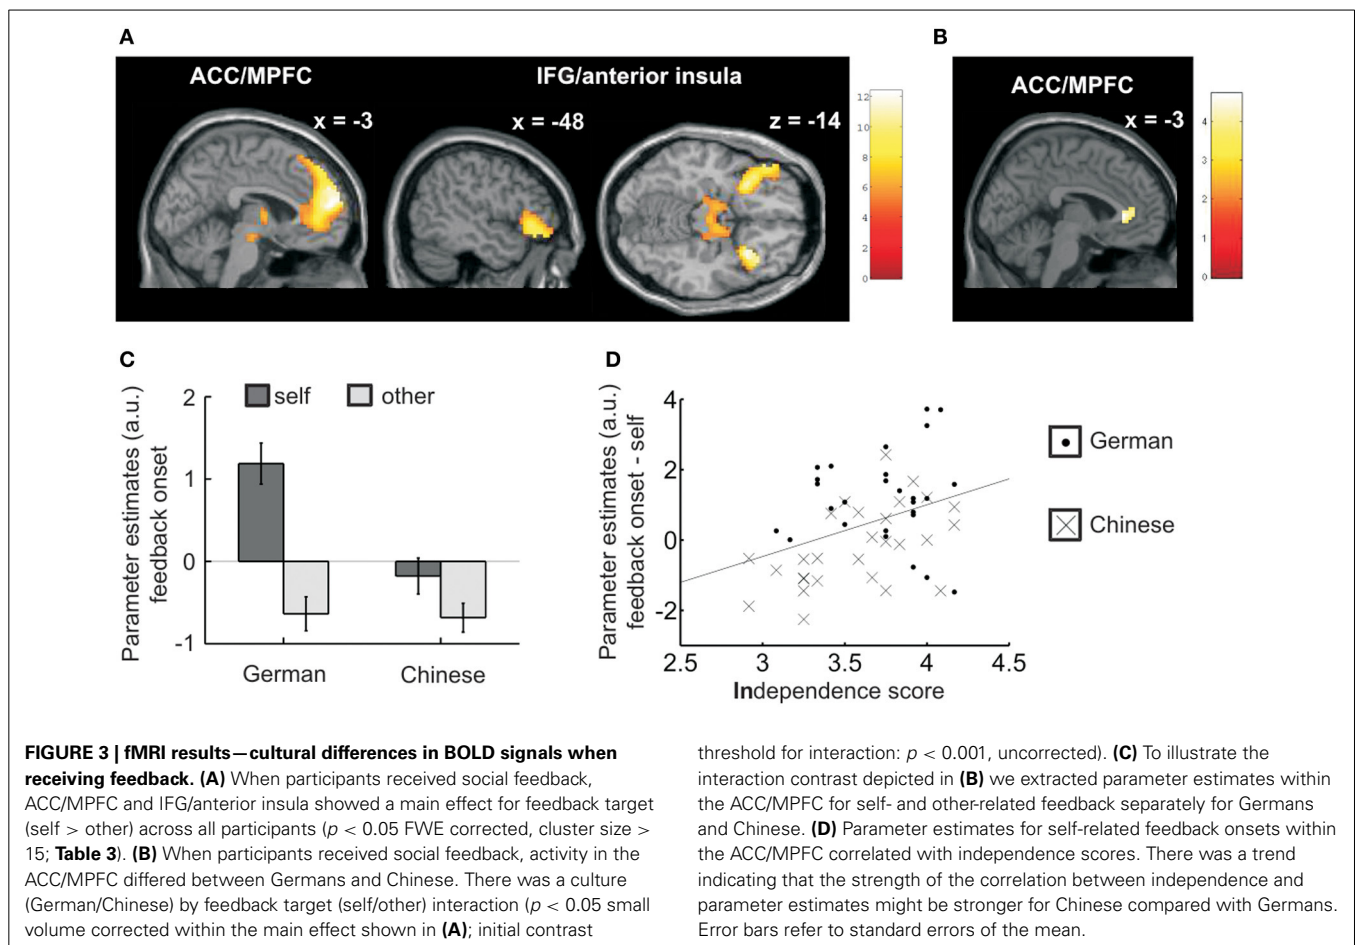 A
B
ACC/MPFC
IFG/anterior insula
x = -3
x = -48
z = -14
12
10
8
6
4
2
0
ACC/MPFC
x = -3
4
3
2
1
0
C
Parameter estimates (a.u.)
feedback onset
self
other
2
1
0
-1
German
Chinese
D
Parameter estimates (a.u.)
feedback onset - self
4
2
0
-2
2.5
3
3.5
4
4.5
Independence score
German
Chinese
FIGURE 3 | fMRI results—cultural differences in BOLD signals when
receiving feedback. (A) When participants received social feedback,
ACC/MPFC and IFG/anterior insula showed a main effect for feedback target
(self > other) across all participants (p < 0.05 FWE corrected, cluster size >
15; Table 3). (B) When participants received social feedback, activity in the
ACC/MPFC differed between Germans and Chinese. There was a culture
(German/Chinese) by feedback target (self/other) interaction (p < 0.05 small
volume corrected within the main effect shown in (A); initial contrast
threshold for interaction: p < 0.001, uncorrected). (C) To illustrate the
interaction contrast depicted in (B) we extracted parameter estimates within
the ACC/MPFC for self- and other-related feedback separately for Germans
and Chinese. (D) Parameter estimates for self-related feedback onsets within
the ACC/MPFC correlated with independence scores. There was a trend
indicating that the strength of the correlation between independence and
parameter estimates might be stronger for Chinese compared with Germans.
Error bars refer to standard errors of the mean.